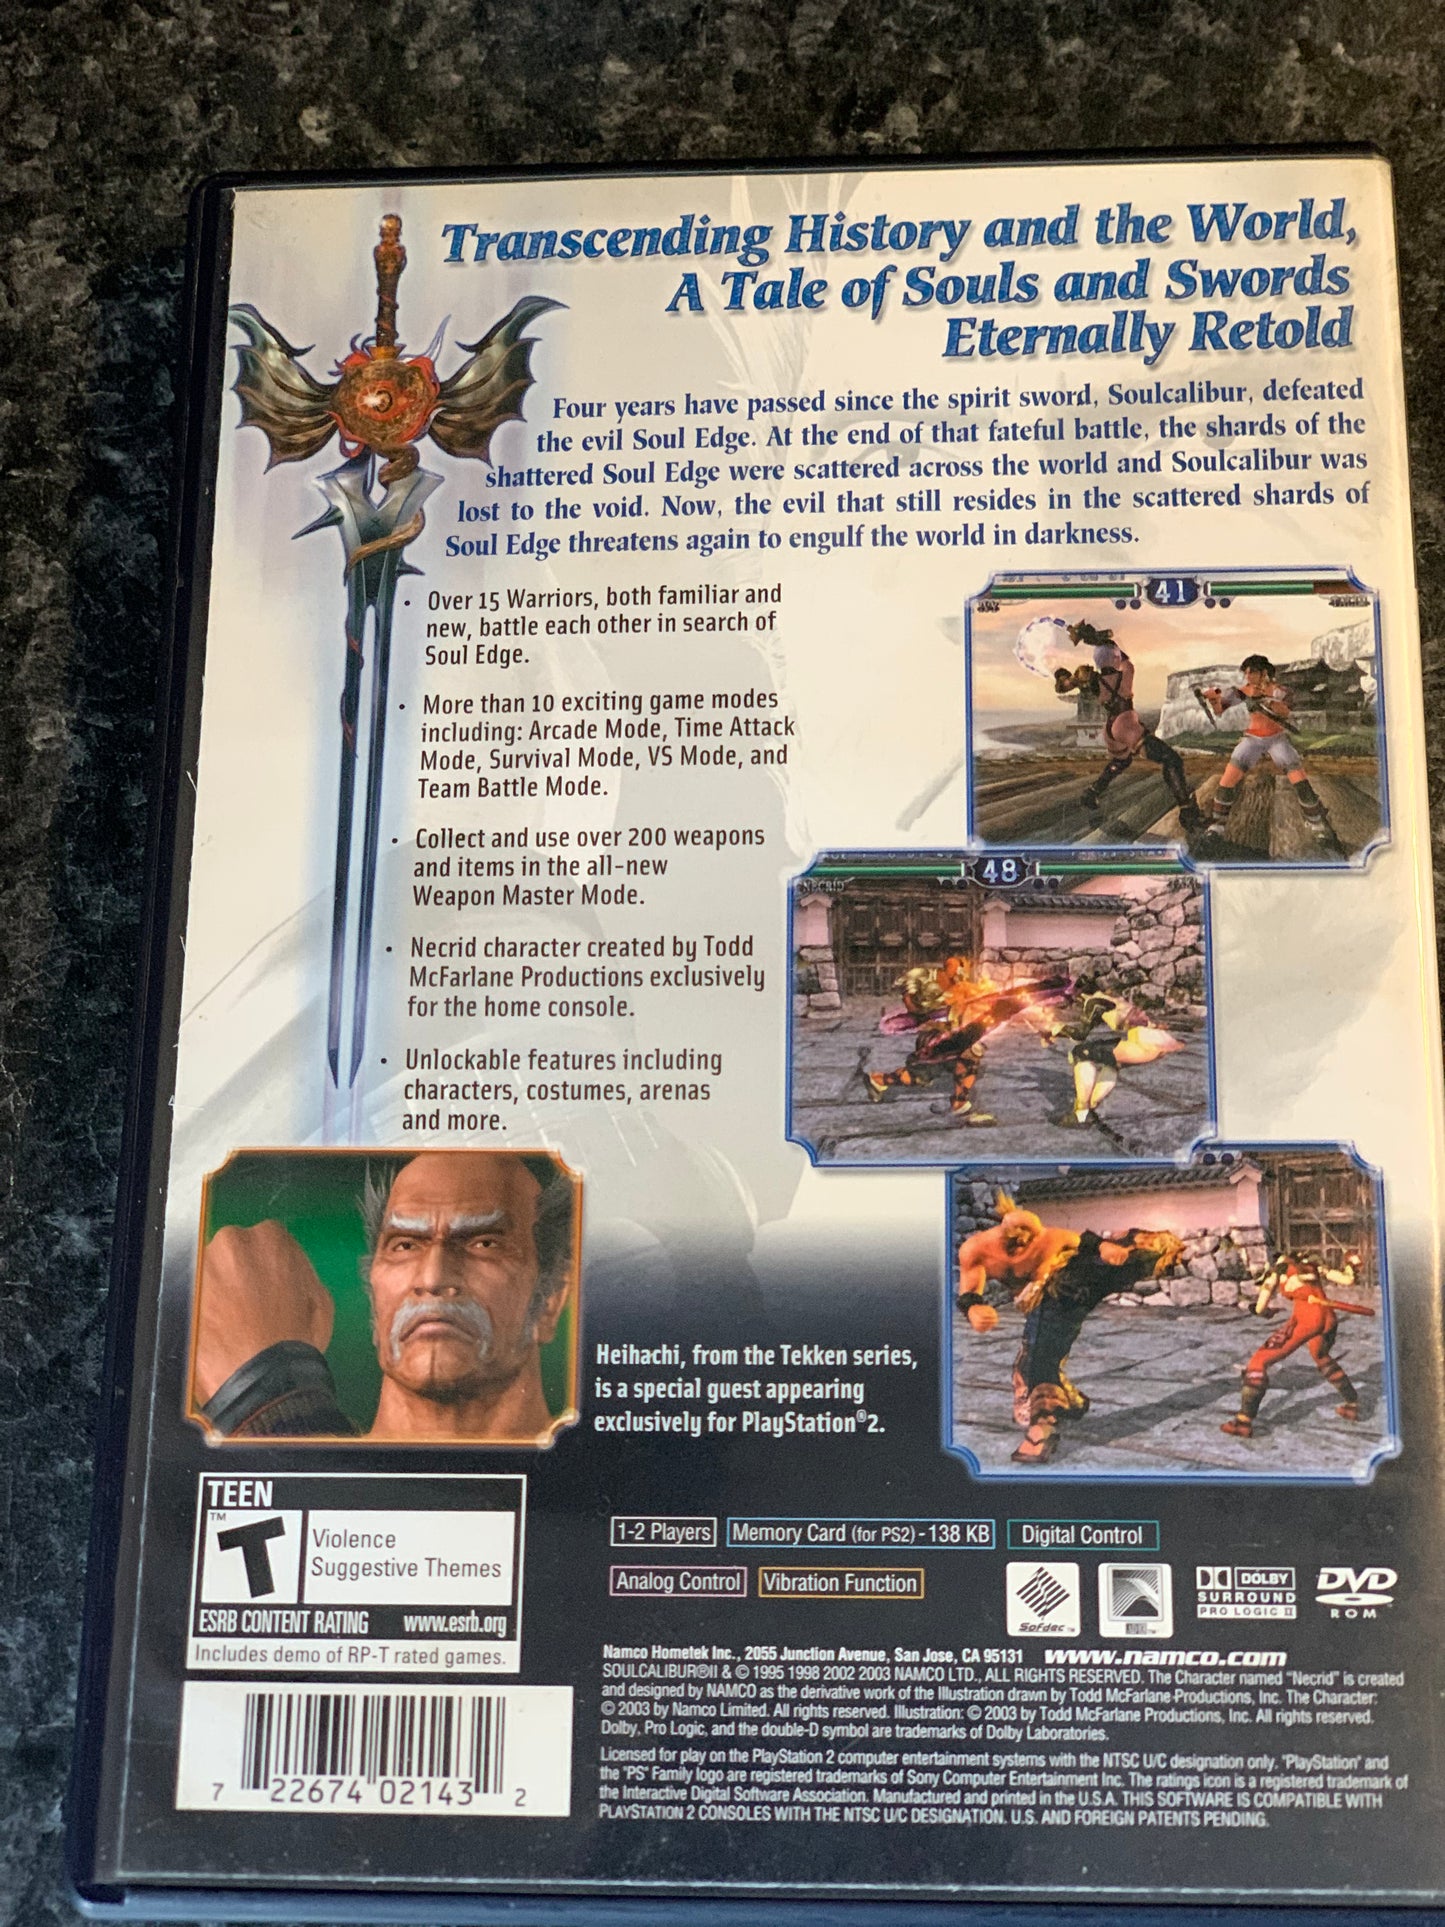 Transcending History and the World,
A Tale of Souls and Swords
Eternally Retold
Four years have passed since the spirit sword, Soulcalibur, defeated
the evil Soul Edge. At the end of that fateful battle, the shards of the
shattered Soul Edge were scattered across the world and Soulcalibur was
lost to the void. Now, the evil that still resides in the scattered shards of
Soul Edge threatens again to engulf the world in darkness.
• Over 15 Warriors, both familiar and
new, battle each other in search of
Soul Edge.
• More than 10 exciting game modes
including: Arcade Mode, Time Attack
Mode, Survival Mode, VS Mode, and
Team Battle Mode.
• Collect and use over 200 weapons
and items in the all-new
Weapon Master Mode.
• Necrid character created by Todd
McFarlane Productions exclusively
for the home console.
• Unlockable features including
characters, costumes, arenas
and more.
41
48
NECRID
Heihachi, from the Tekken series,
is a special guest appearing
exclusively for PlayStation®2.
TEEN
T™
Violence
Suggestive Themes
ESRB CONTENT RATING www.esrb.org
Includes demo of RP-T rated games.
7 22674 02143 2
1-2 Players Memory Card (for PS2) - 138 KB Digital Control
Analog Control Vibration Function
Sofdec™
DOLBY
SURROUND
PRO LOGIC II
DVD
ROM
Namco Hometek Inc., 2055 Junction Avenue, San Jose, CA 95131 www.namco.com
SOULCALIBUR®II & © 1995 1998 2002 2003 NAMCO LTD., ALL RIGHTS RESERVED. The Character named "Necrid" is created
and designed by NAMCO as the derivative work of the Illustration drawn by Todd McFarlane Productions, Inc. The Character:
© 2003 by Namco Limited. All rights reserved. Illustration: © 2003 by Todd McFarlane Productions, Inc. All rights reserved.
Dolby, Pro Logic, and the double-D symbol are trademarks of Dolby Laboratories.
Licensed for play on the PlayStation 2 computer entertainment systems with the NTSC U/C designation only. "PlayStation" and
the "PS" Family logo are registered trademarks of Sony Computer Entertainment Inc. The ratings icon is a registered trademark of
the Interactive Digital Software Association. Manufactured and printed in the U.S.A. THIS SOFTWARE IS COMPATIBLE WITH
PLAYSTATION 2 CONSOLES WITH THE NTSC U/C DESIGNATION. U.S. AND FOREIGN PATENTS PENDING.